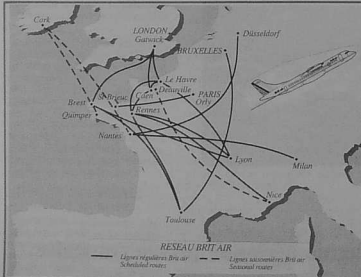 Cork
LONDON
Gatwick
Düsseldorf
BRUXELLES
Le Havre
Deauville
Caen
PARIS
Orly
Brest
St-Brieuc
Rennes
Quimper
Nantes
Lyon
Milan
Nice
Toulouse
RESEAU BRIT AIR
Lignes régulières Brit air
Scheduled routes
Lignes saisonnières Brit air
Seasonal routes